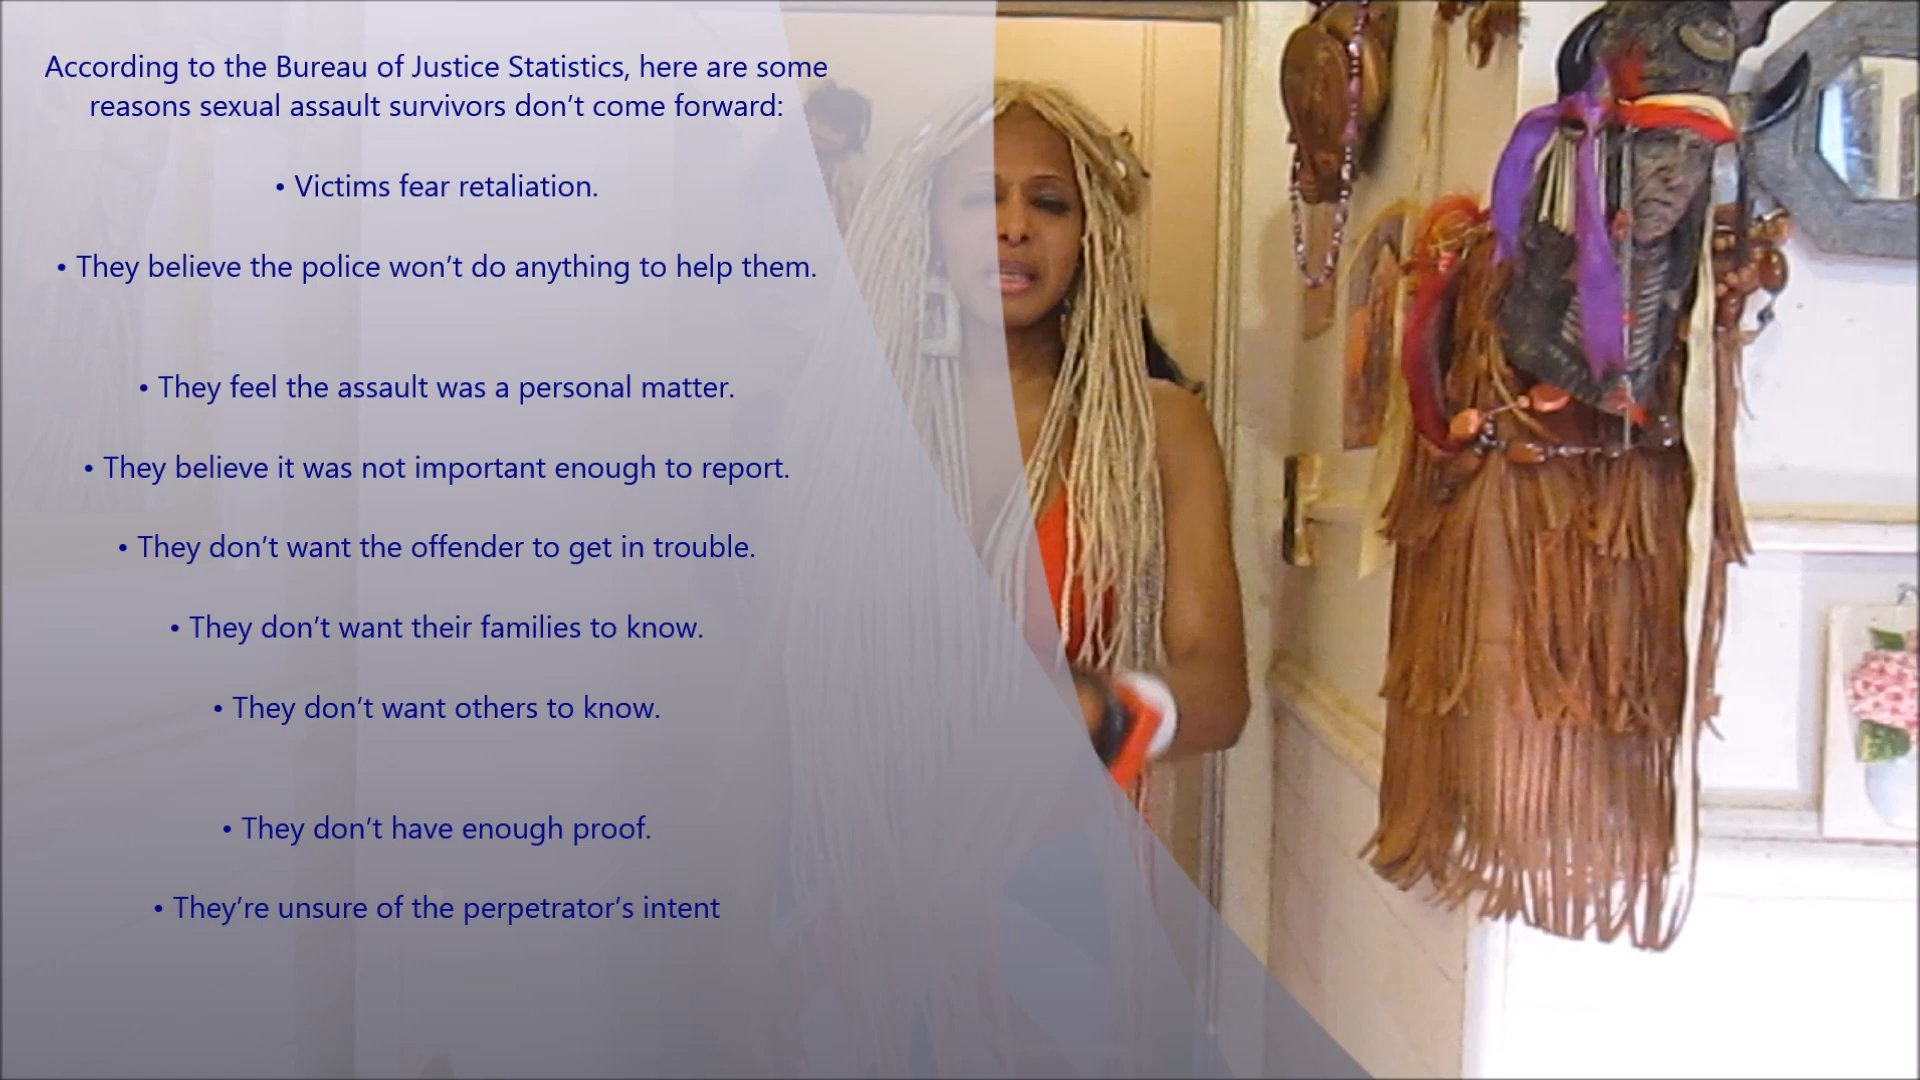 According to the Bureau of Justice Statistics, here are some
reasons sexual assault survivors don’t come forward:
• Victims fear retaliation.
• They believe the police won’t do anything to help them.
• They feel the assault was a personal matter.
• They believe it was not important enough to report.
• They don’t want the offender to get in trouble.
• They don’t want their families to know.
• They don’t want others to know.
• They don’t have enough proof.
• They’re unsure of the perpetrator’s intent